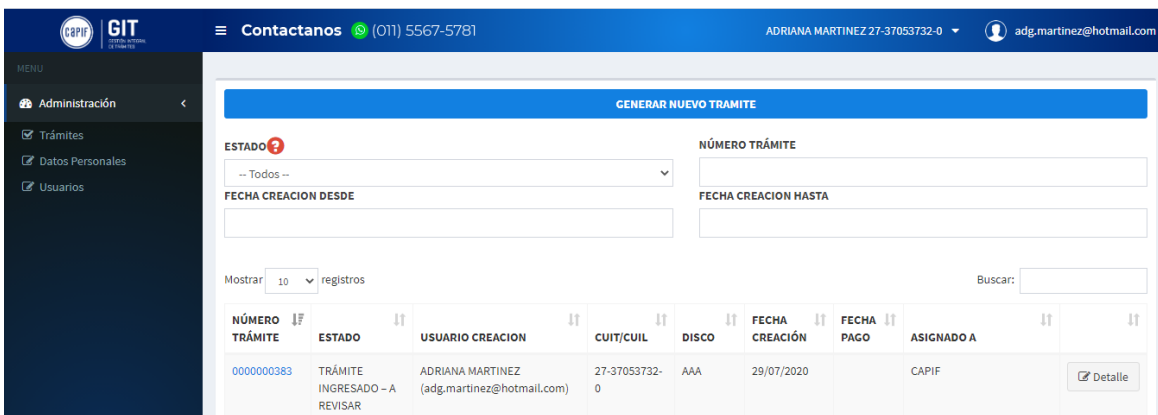 CAPIF GIT
GESTIÓN INTEGRAL
DE TRÁMITES
Contactanos (011) 5567-5781
ADRIANA MARTINEZ 27-37053732-0
adg.martinez@hotmail.com
MENU
Administración
Trámites
Datos Personales
Usuarios
GENERAR NUEVO TRAMITE
ESTADO ?
-- Todos --
NÚMERO TRÁMITE
FECHA CREACION DESDE
FECHA CREACION HASTA
Mostrar 10 registros
Buscar:
NÚMERO TRÁMITE ESTADO USUARIO CREACION CUIT/CUIL DISCO FECHA CREACIÓN FECHA PAGO ASIGNADO A
0000000383 TRÁMITE INGRESADO – A REVISAR ADRIANA MARTINEZ (adg.martinez@hotmail.com) 27-37053732-0 AAA 29/07/2020 CAPIF Detalle